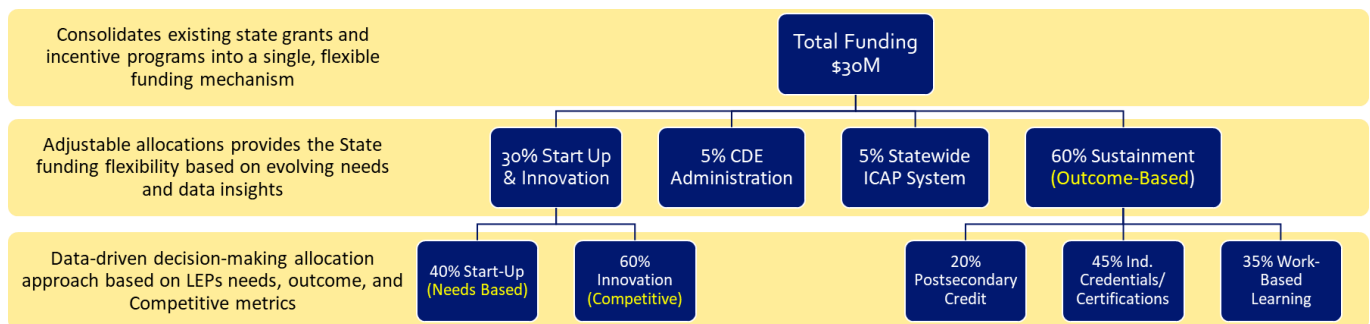 Consolidates existing state grants and
incentive programs into a single, flexible
funding mechanism
Total Funding
$30M
Adjustable allocations provides the State
funding flexibility based on evolving needs
and data insights
30% Start Up
& Innovation
5% CDE
Administration
5% Statewide
ICAP System
60% Sustainment
(Outcome-Based)
Data-driven decision-making allocation
approach based on LEPs needs, outcome, and
Competitive metrics
40% Start-Up
(Needs Based)
60%
Innovation
(Competitive)
20%
Postsecondary
Credit
45% Ind.
Credentials/
Certifications
35% Work-
Based
Learning